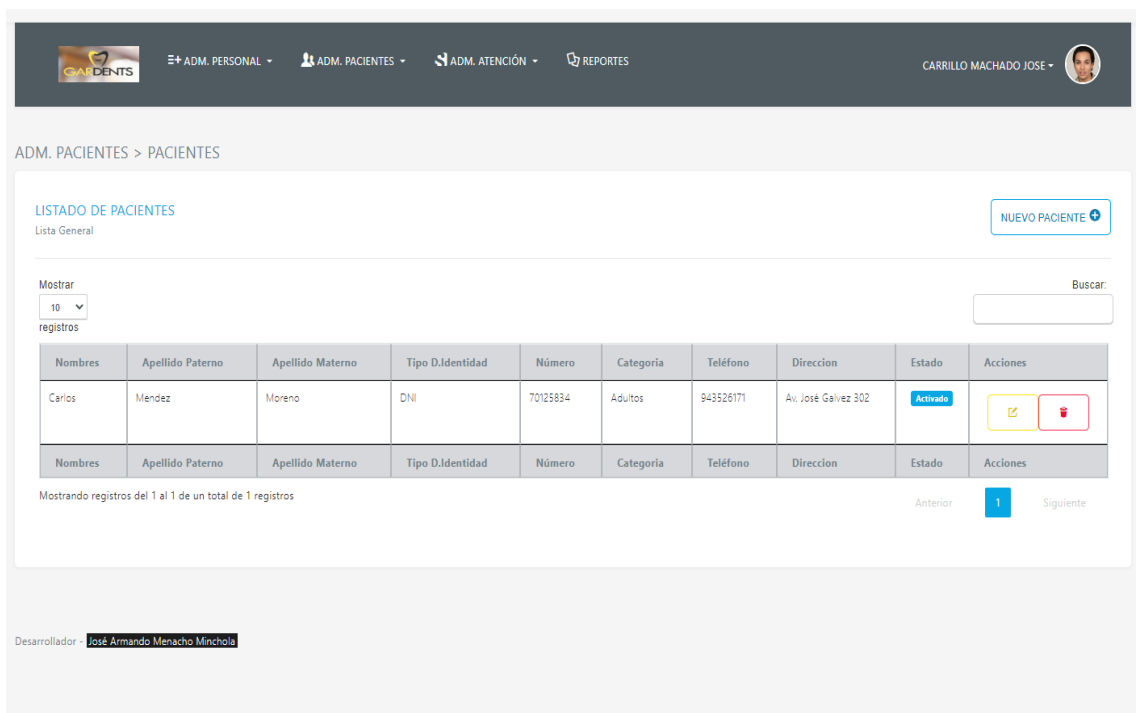 GARDENTS ADM. PERSONAL ADM. PACIENTES ADM. ATENCIÓN REPORTES CARRILLO MACHADO JOSE
ADM. PACIENTES > PACIENTES
LISTADO DE PACIENTES
Lista General
NUEVO PACIENTE
Mostrar
10
registros
Buscar:
Nombres Apellido Paterno Apellido Materno Tipo D.Identidad Número Categoria Teléfono Direccion Estado Acciones
Carlos Mendez Moreno DNI 70125834 Adultos 943526171 Av. José Galvez 302 Activado
Nombres Apellido Paterno Apellido Materno Tipo D.Identidad Número Categoria Teléfono Direccion Estado Acciones
Mostrando registros del 1 al 1 de un total de 1 registros
Anterior 1 Siguiente
Desarrollador - José Armando Menacho Minchola